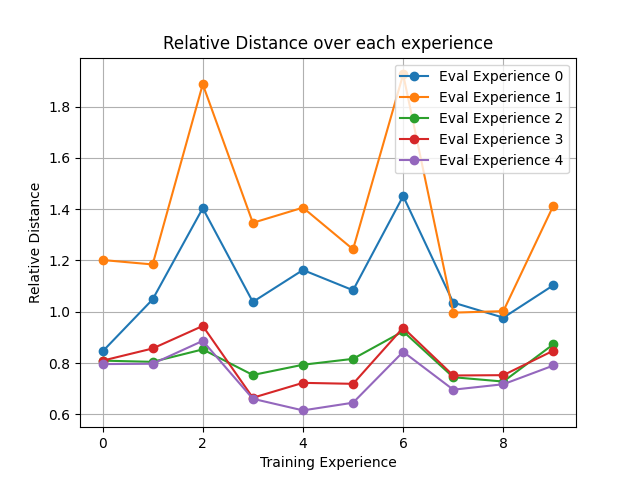 Relative Distance over each experience
Eval Experience 0
Eval Experience 1
Eval Experience 2
Eval Experience 3
Eval Experience 4
Relative Distance
1.8
1.6
1.4
1.2
1.0
0.8
0.6
0 2 4 6 8
Training Experience